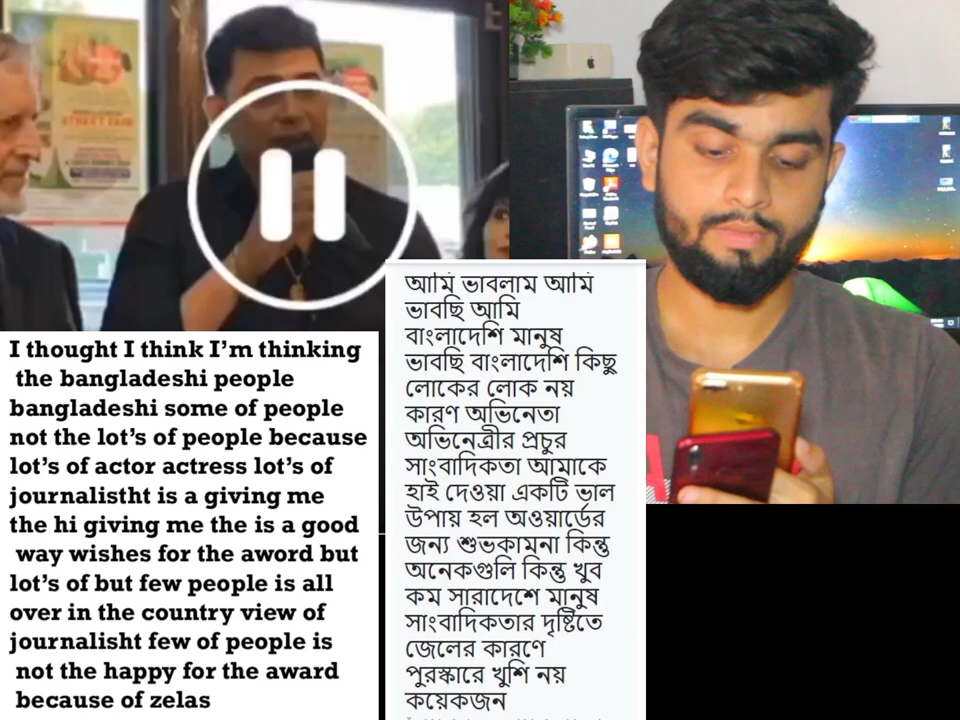 STREET FAIR
I thought I think I'm thinking
the bangladeshi people
bangladeshi some of people
not the lot's of people because
lot's of actor actress lot's of
journalistht is a giving me
the hi giving me the is a good
way wishes for the aword but
lot's of but few people is all
over in the country view of
journalisht few of people is
not the happy for the award
because of zelas
আমি ভাবলাম আমি
ভাবছি আমি
বাংলাদেশি মানুষ
ভাবছি বাংলাদেশি কিছু
লোকের লোক নয়
কারণ অভিনেতা
অভিনেত্রীর প্রচুর
সাংবাদিকতা আমাকে
হাই দেওয়া একটি ভাল
উপায় হল অওয়ার্ডের
জন্য শুভকামনা কিন্তু
অনেকগুলি কিন্তু খুব
কম সারাদেশে মানুষ
সাংবাদিকতার দৃষ্টিতে
জেলের কারণে
পুরস্কারে খুশি নয়
কয়েকজন